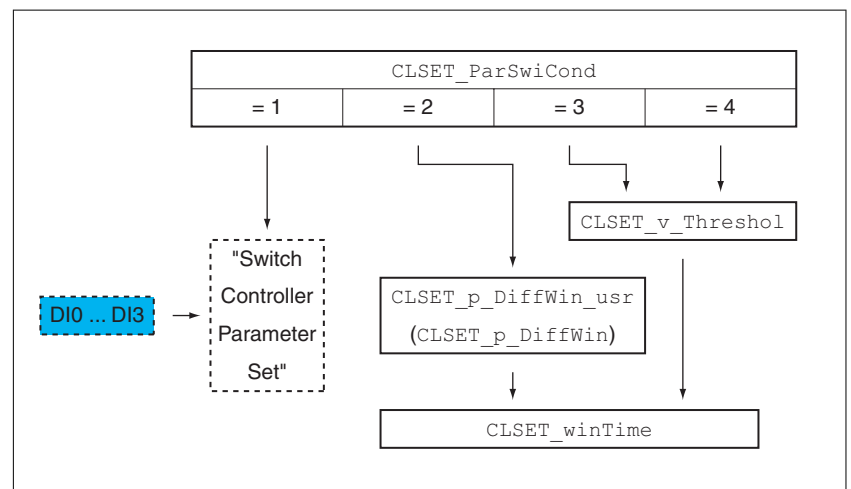 CLSET_ParSwiCond
= 1
= 2
= 3
= 4
CLSET_v_Threshol
"Switch
Controller
Parameter
Set"
DI0 ... DI3
CLSET_p_DiffWin_usr
(CLSET_p_DiffWin)
CLSET_winTime